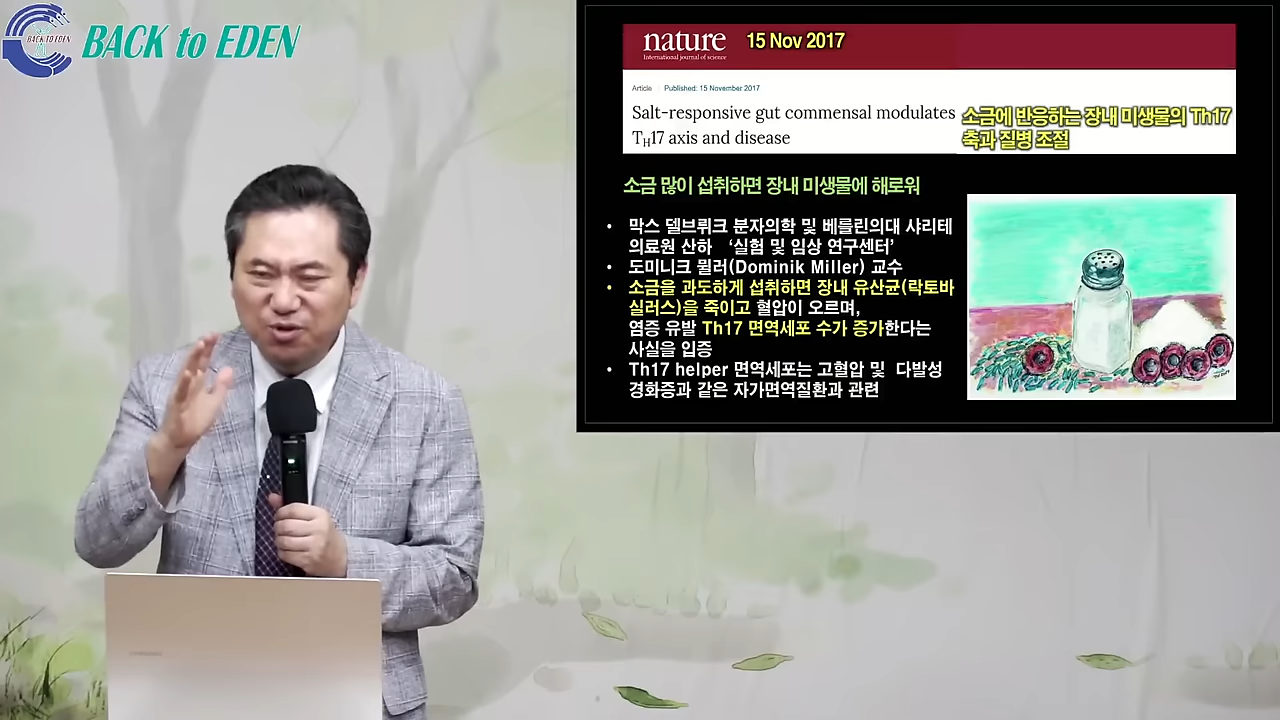 BACK TO EDEN
BACK to EDEN
nature
International journal of science
15 Nov 2017
Article
Published: 15 November 2017
Salt-responsive gut commensal modulates
TH17 axis and disease
소금에 반응하는 장내 미생물의 Th17
축과 질병 조절
소금 많이 섭취하면 장내 미생물에 해로워
• 막스 델브뤼크 분자의학 및 베를린의대 샤리테
의료원 산하 ‘실험 및 임상 연구센터’
• 도미니크 뮐러(Dominik Miller) 교수
• 소금을 과도하게 섭취하면 장내 유산균(락토바
실러스)을 죽이고 혈압이 오르며,
염증 유발 Th17 면역세포 수가 증가한다는
사실을 입증
• Th17 helper 면역세포는 고혈압 및 다발성
경화증과 같은 자가면역질환과 관련